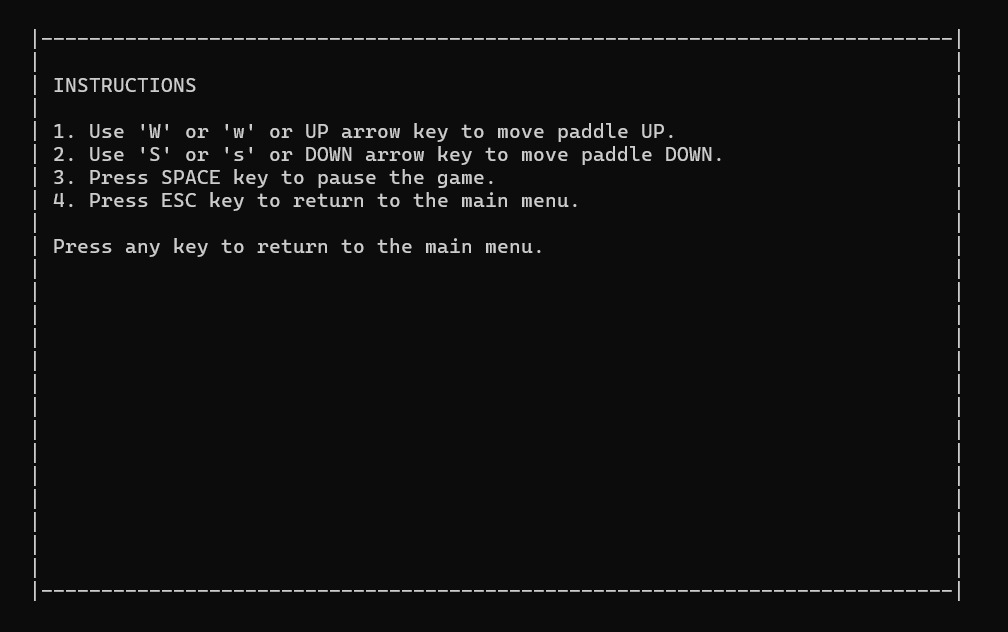 INSTRUCTIONS
1. Use 'W' or 'w' or UP arrow key to move paddle UP.
2. Use 'S' or 's' or DOWN arrow key to move paddle DOWN.
3. Press SPACE key to pause the game.
4. Press ESC key to return to the main menu.
Press any key to return to the main menu.